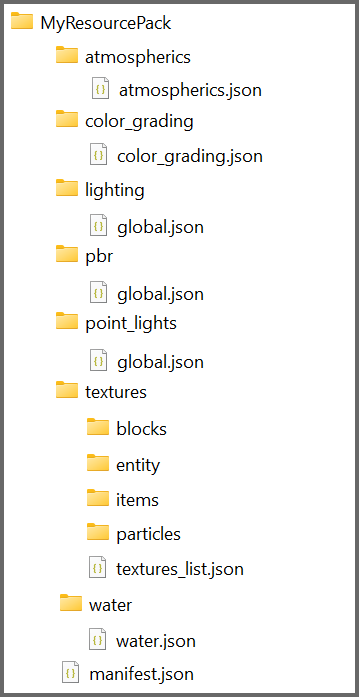 MyResourcePack
atmospherics
atmospherics.json
color_grading
color_grading.json
lighting
global.json
pbr
global.json
point_lights
global.json
textures
blocks
entity
items
particles
textures_list.json
water
water.json
manifest.json